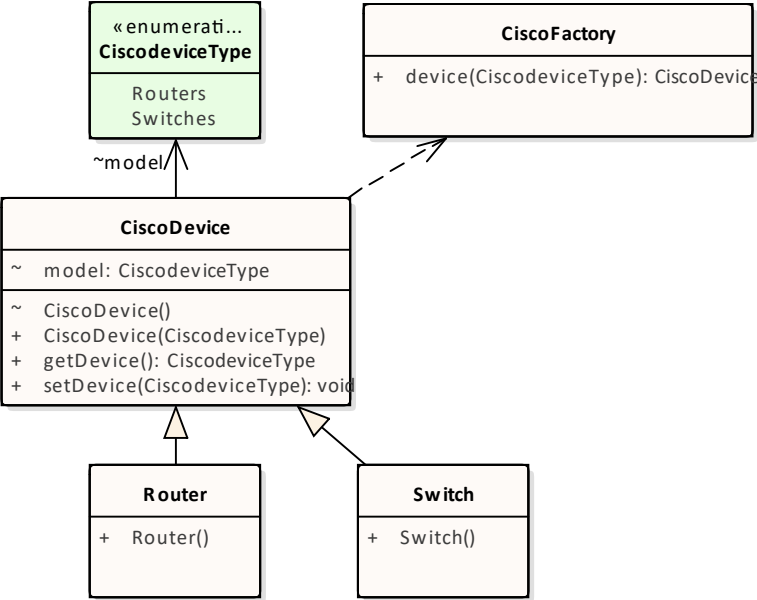 «enumerati...
CiscodeviceType
Routers
Switches
CiscoFactory
+ device(CiscodeviceType): CiscoDevice
~model
CiscoDevice
~ model: CiscodeviceType
~ CiscoDevice()
+ CiscoDevice(CiscodeviceType)
+ getDevice(): CiscodeviceType
+ setDevice(CiscodeviceType): void
Router
+ Router()
Switch
+ Switch()